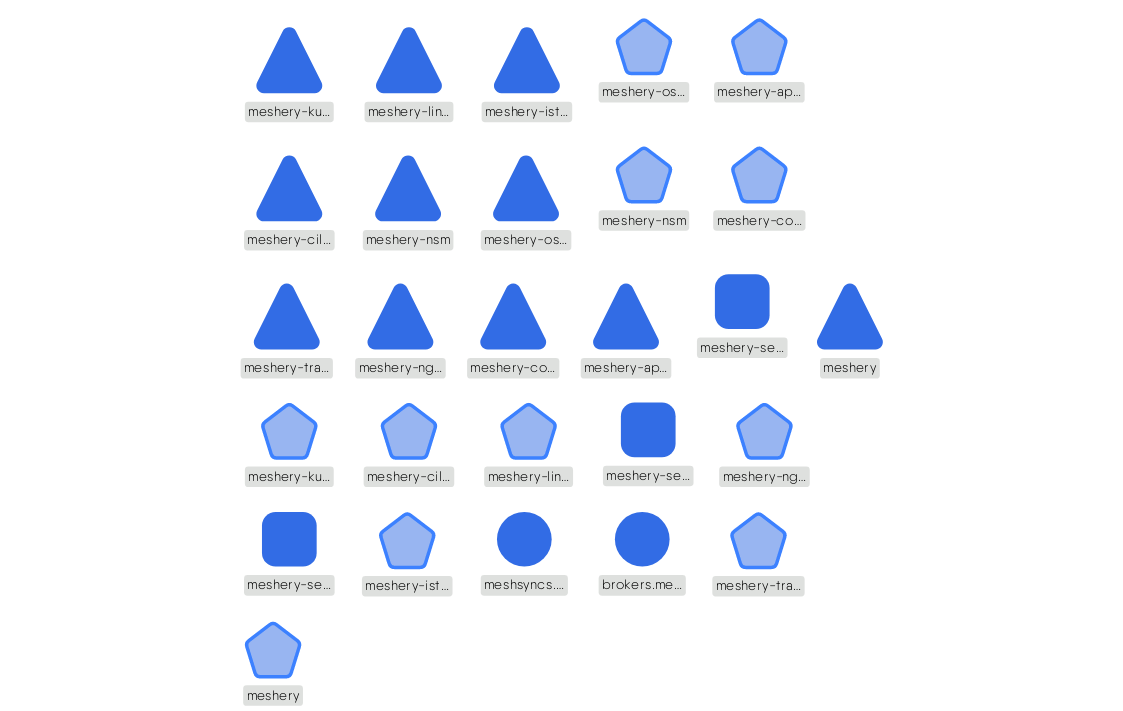 meshery-ku...
meshery-lin...
meshery-ist...
meshery-os...
meshery-ap...
meshery-cil...
meshery-nsm
meshery-os...
meshery-nsm
meshery-co...
meshery-tra...
meshery-ng...
meshery-co...
meshery-ap...
meshery-se...
meshery
meshery-ku...
meshery-cil...
meshery-lin...
meshery-se...
meshery-ng...
meshery-se...
meshery-ist...
meshsyncs....
brokers.me...
meshery-tra...
meshery